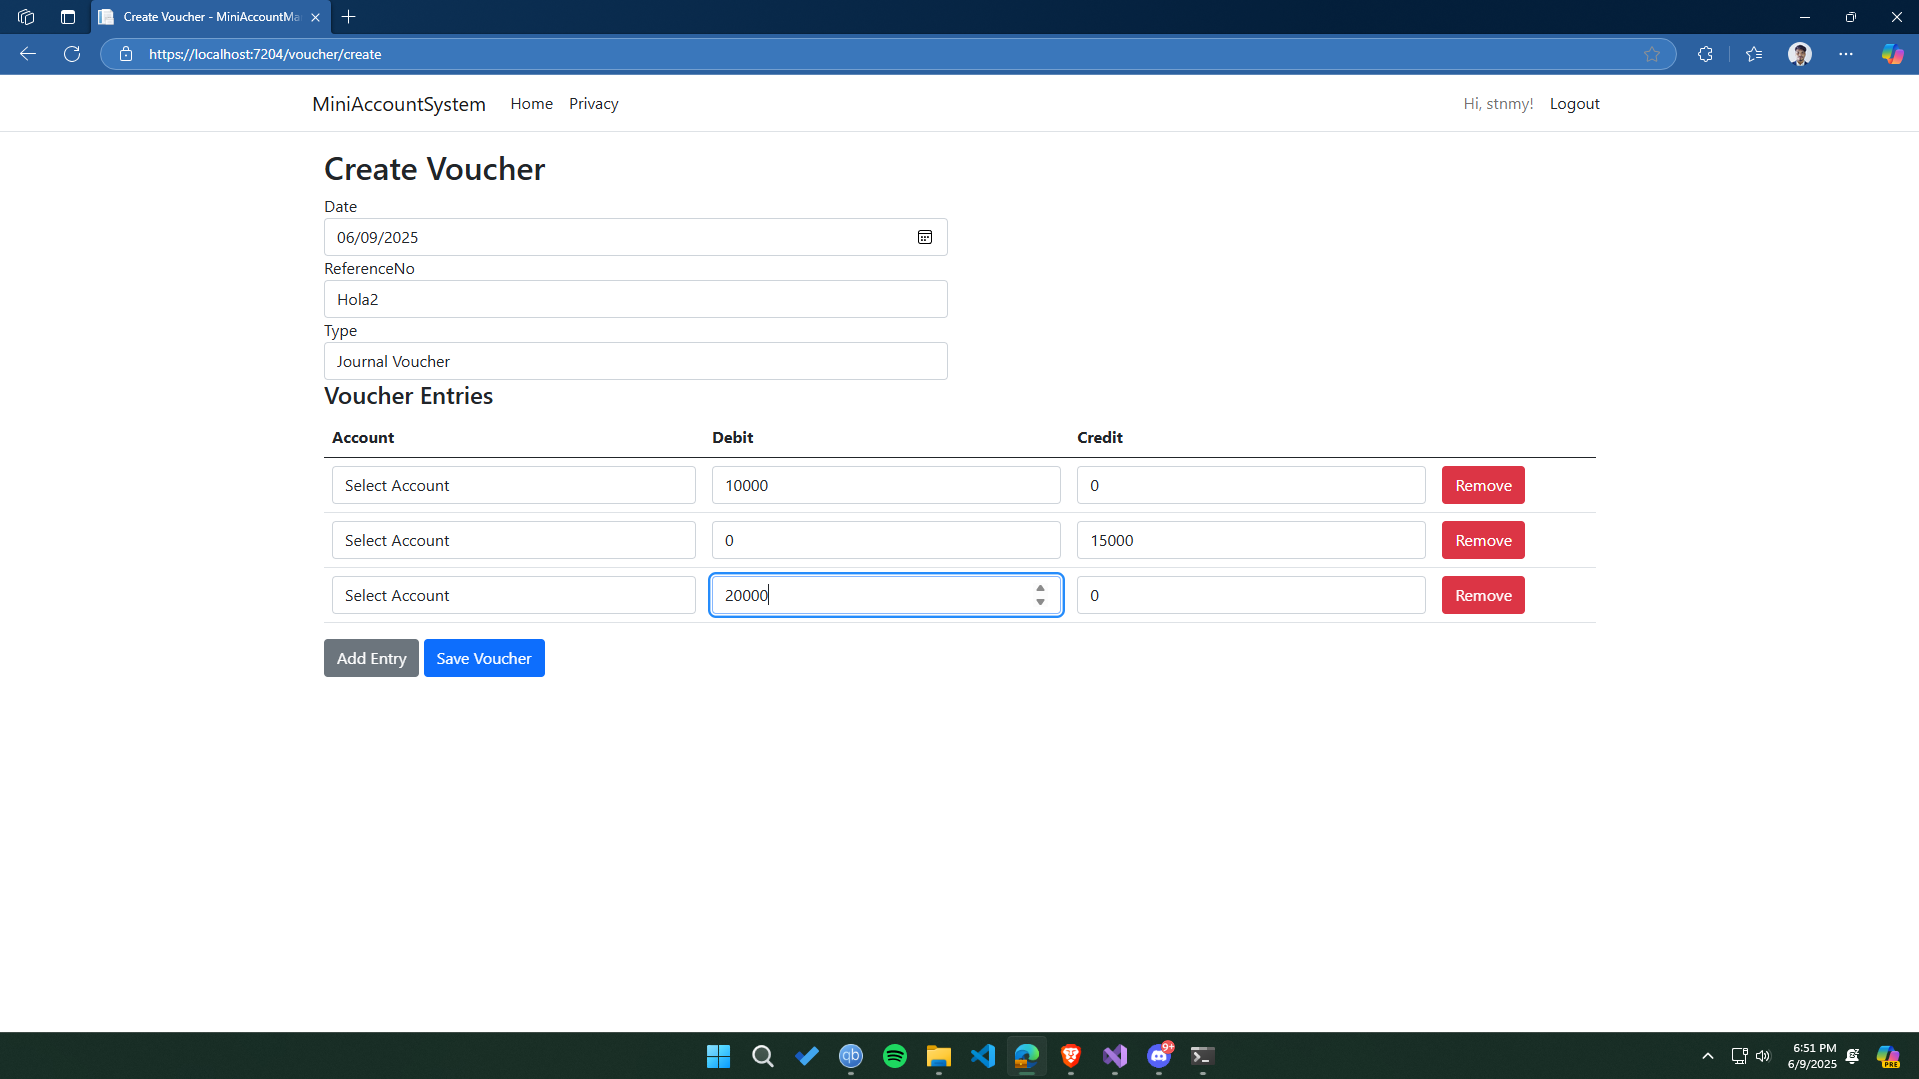 Create Voucher - MiniAccountMa
https://localhost:7204/voucher/create
MiniAccountSystem Home Privacy Hi, stnmy! Logout
Create Voucher
Date
06/09/2025
ReferenceNo
Hola2
Type
Journal Voucher
Voucher Entries
Account Debit Credit
Select Account 10000 0 Remove
Select Account 0 15000 Remove
Select Account 20000 0 Remove
Add Entry Save Voucher
qb
9+
6:51 PM
6/9/2025
PRE